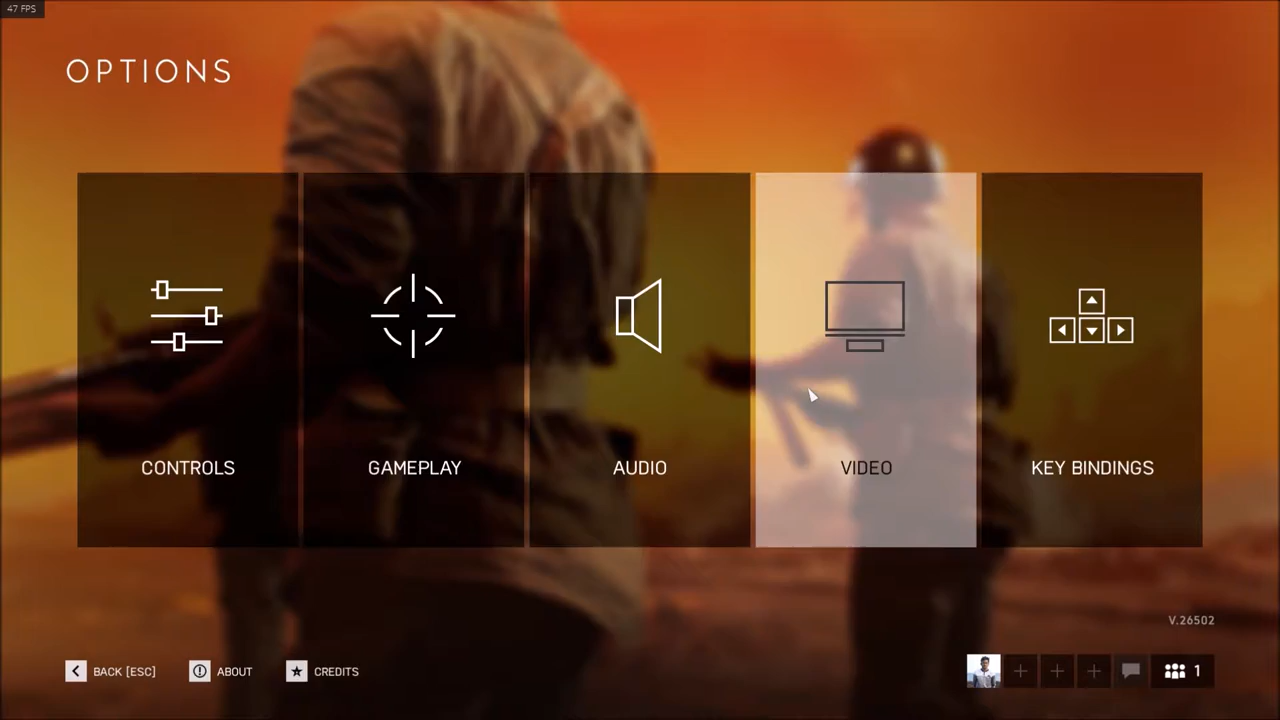 47 FPS
OPTIONS
CONTROLS
GAMEPLAY
AUDIO
VIDEO
KEY BINDINGS
V.26502
BACK [ESC]
ABOUT
CREDITS
1